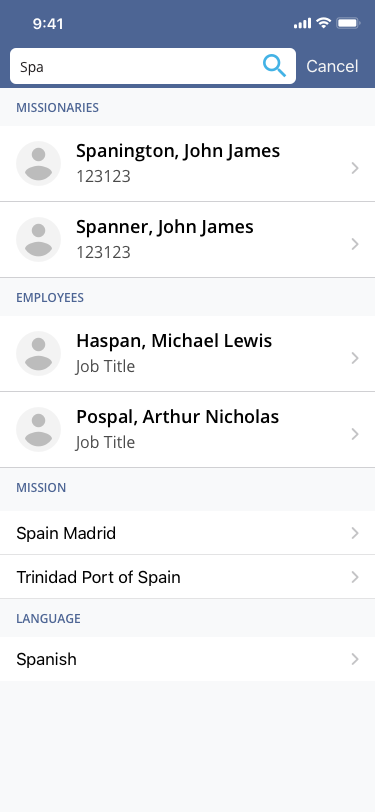 9:41
Spa
Cancel
MISSIONARIES
Spanington, John James
123123
Spanner, John James
123123
EMPLOYEES
Haspan, Michael Lewis
Job Title
Pospal, Arthur Nicholas
Job Title
MISSION
Spain Madrid
Trinidad Port of Spain
LANGUAGE
Spanish